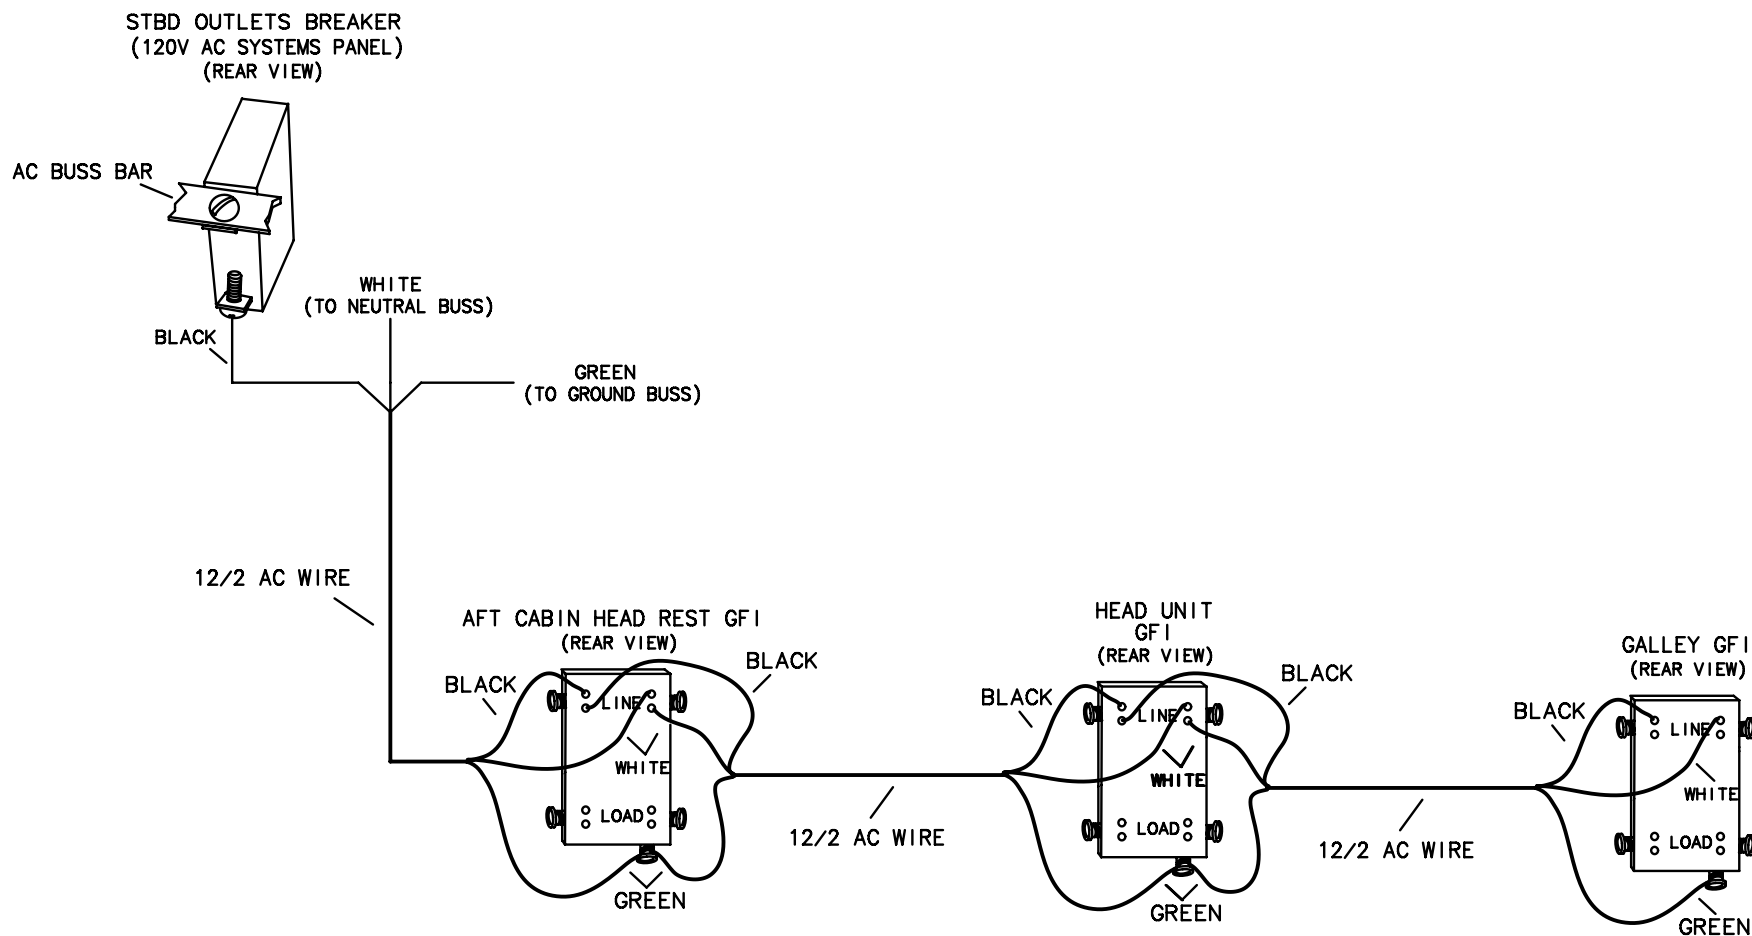 STBD OUTLETS BREAKER
(120V AC SYSTEMS PANEL)
(REAR VIEW)
AC BUSS BAR
WHITE
(TO NEUTRAL BUSS)
BLACK
GREEN
(TO GROUND BUSS)
12/2 AC WIRE
AFT CABIN HEAD REST GFI
(REAR VIEW)
BLACK
BLACK
LINE
WHITE
LOAD
GREEN
12/2 AC WIRE
HEAD UNIT
GFI
(REAR VIEW)
BLACK
BLACK
LINE
WHITE
LOAD
GREEN
12/2 AC WIRE
GALLEY GFI
(REAR VIEW)
BLACK
LINE
WHITE
LOAD
GREEN